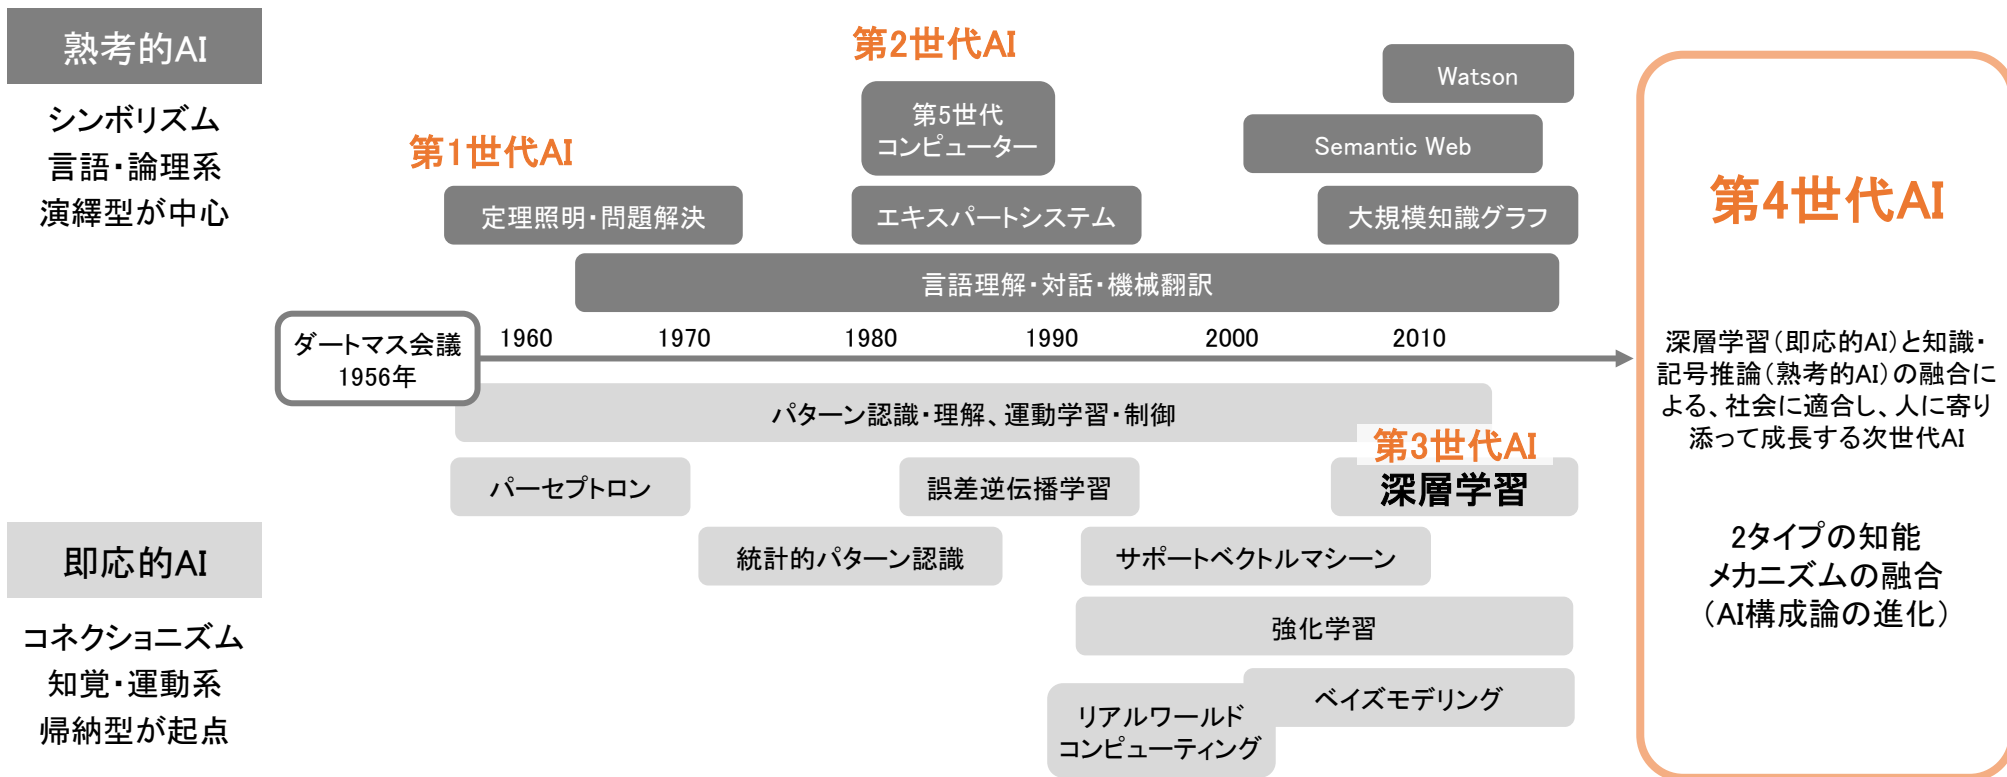 熟考的AI
シンボリズム
言語・論理系
演繹型が中心
第1世代AI
第2世代AI
第5世代
コンピューター
Watson
Semantic Web
定理照明・問題解決
エキスパートシステム
大規模知識グラフ
言語理解・対話・機械翻訳
ダートマス会議
1956年
1960
1970
1980
1990
2000
2010
パターン認識・理解、運動学習・制御
第3世代AI
パーセプトロン
誤差逆伝播学習
深層学習
即応的AI
コネクショニズム
知覚・運動系
帰納型が起点
統計的パターン認識
サポートベクトルマシーン
強化学習
ベイズモデリング
リアルワールド
コンピューティング
第4世代AI
深層学習(即応的AI)と知識・
記号推論(熟考的AI)の融合に
よる、社会に適合し、人に寄り
添って成長する次世代AI
2タイプの知能
メカニズムの融合
(AI構成論の進化)